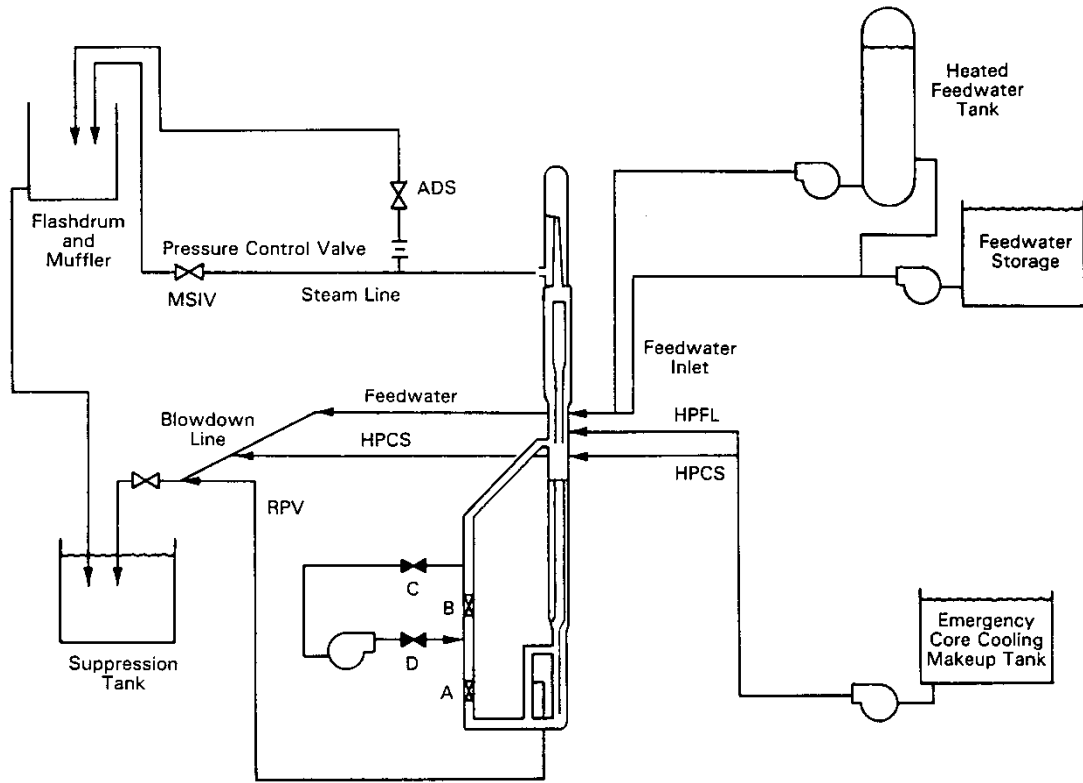 Heated
Feedwater
Tank
ADS
Flashdrum
and
Muffler
Pressure Control Valve
MSIV
Steam Line
Feedwater
Storage
Feedwater
Inlet
Feedwater
Blowdown
Line
HPFL
HPCS
HPCS
RPV
C
B
D
A
Suppression
Tank
Emergency
Core Cooling
Makeup Tank